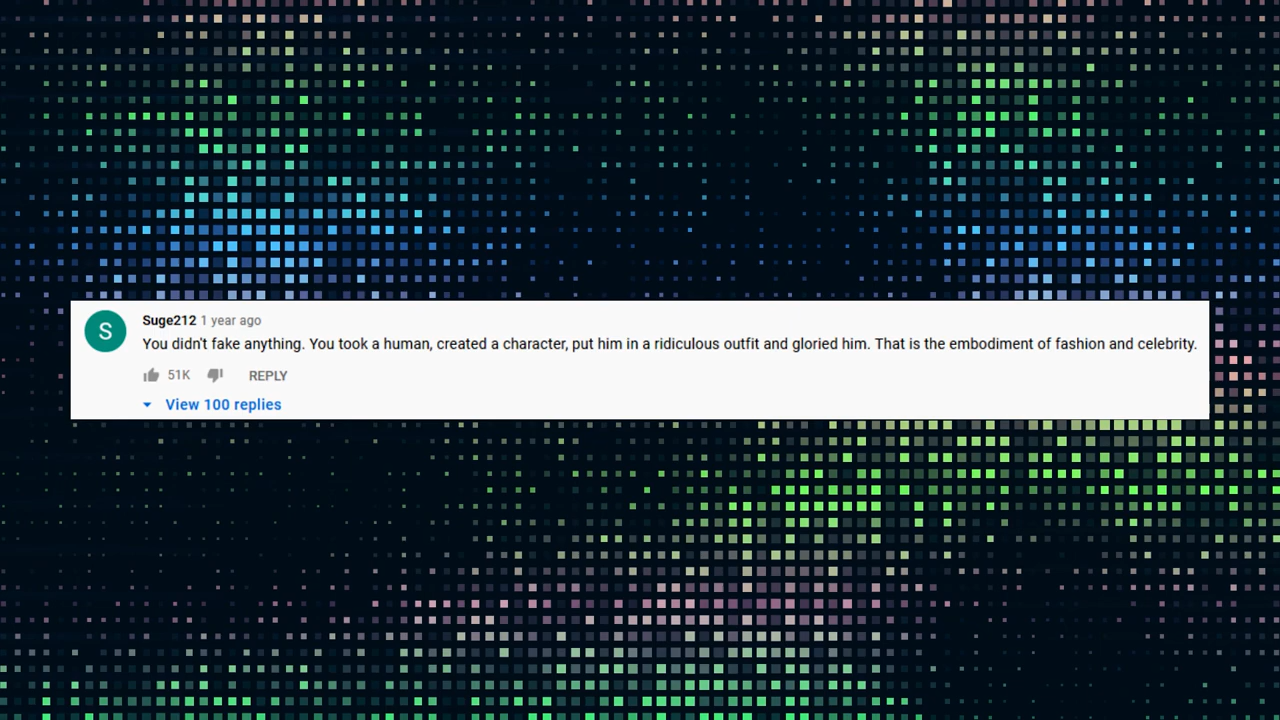 S
Suge212 1 year ago
You didn't fake anything. You took a human, created a character, put him in a ridiculous outfit and gloried him. That is the embodiment of fashion and celebrity.
51K REPLY
View 100 replies